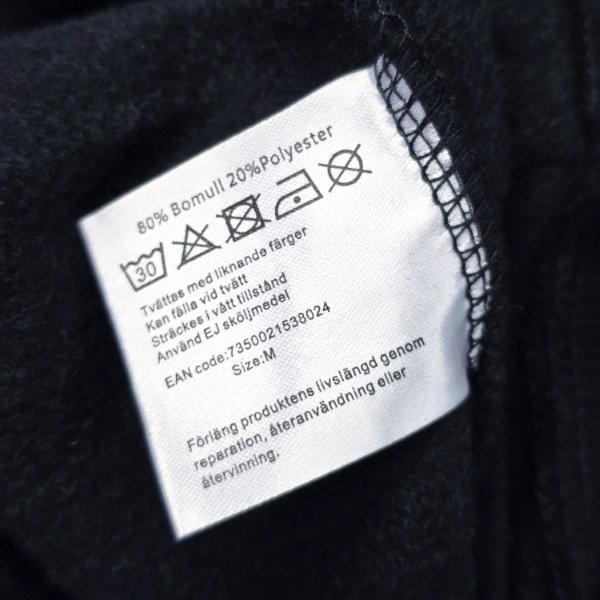 80% Bomull 20%Polyester
30
Tvättas med liknande färger
Kan fälla vid tvätt
Sträckes i vått tillstånd
Använd EJ sköljmedel
EAN code:7350021538024
Size:M
Förläng produktens livslängd genom
reparation, återanvändning eller
återvinning.